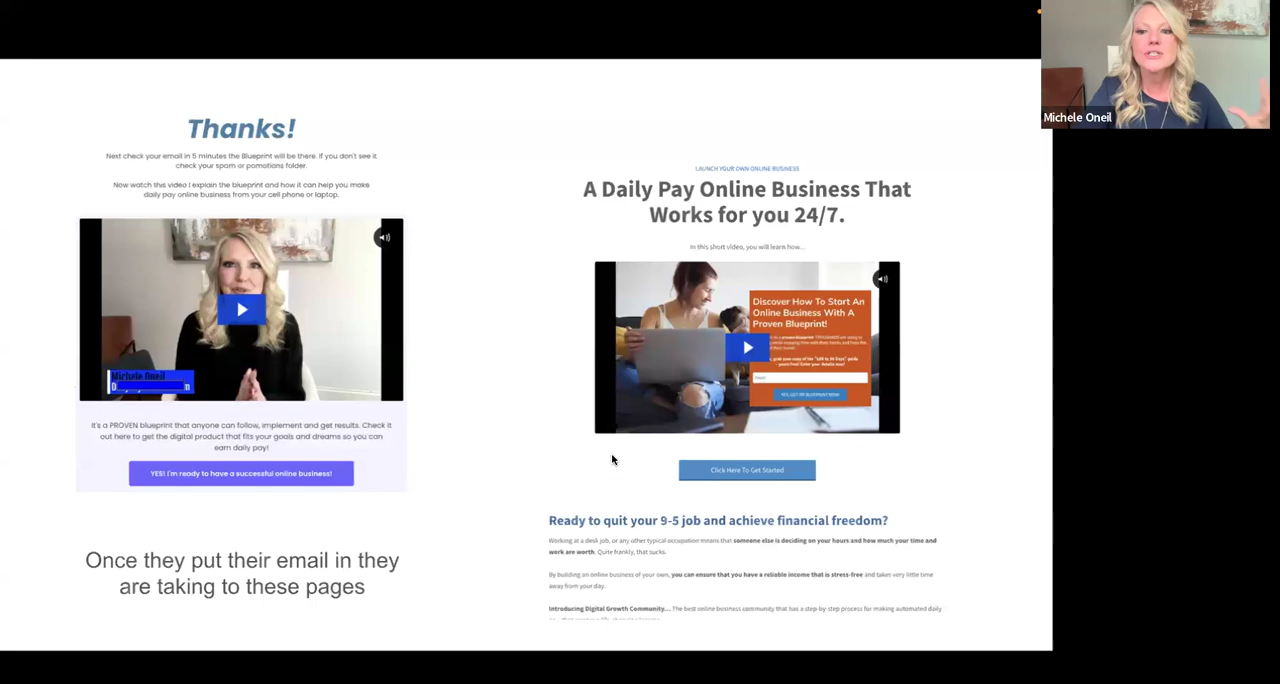 Michele Oneil
Thanks!
Nest check your email in 5 minutes the Blueprint will be there. If you don't see it
check your spam or pomotions folder.
Now watch this video I explain the blueprint and how it can help you make
daily pay online business from your cell phone or laptop.
Michele Oneil
It's a PROVEN blueprint that anyone can follow, implement and get results. Check it
out here to get the digital product that fits your goals and dreams so you can
earn daily pay!
YES! I'm ready to have a successful online business!
Once they put their email in they
are taking to these pages
LAUNCH YOUR OWN ONLINE BUSINESS
A Daily Pay Online Business That
Works for you 24/7.
In this short video, you will learn how...
Discover How To Start An
Online Business With A
Proven Blueprint!
YES, GET MY BLUEPRINT NOW!
Click Here To Get Started
Ready to quit your 9-5 job and achieve financial freedom?
Working at a desk job, or any other typical occupation means that someone else is deciding on your hours and how much your time and
work are worth. Quite frankly, that sucks.
By building an online business of your own, you can ensure that you have a reliable income that is stress-free and takes very little time
away from your day.
Introducing Digital Growth Community... The best online business community that has a step-by-step process for making automated daily